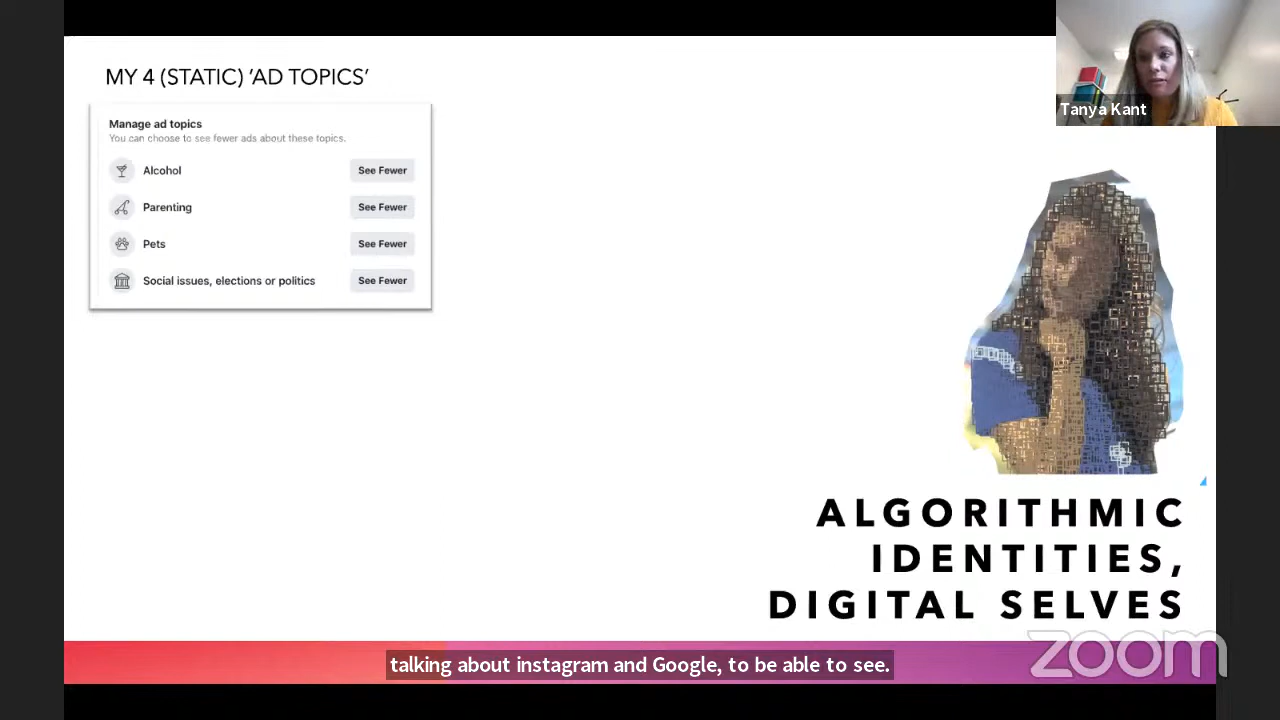 MY 4 (STATIC) 'AD TOPICS'
Manage ad topics
You can choose to see fewer ads about these topics.
Alcohol See Fewer
Parenting See Fewer
Pets See Fewer
Social issues, elections or politics See Fewer
Tanya Kant
ALGORITHMIC
IDENTITIES,
DIGITAL SELVES
talking about instagram and Google, to be able to see.
zoom